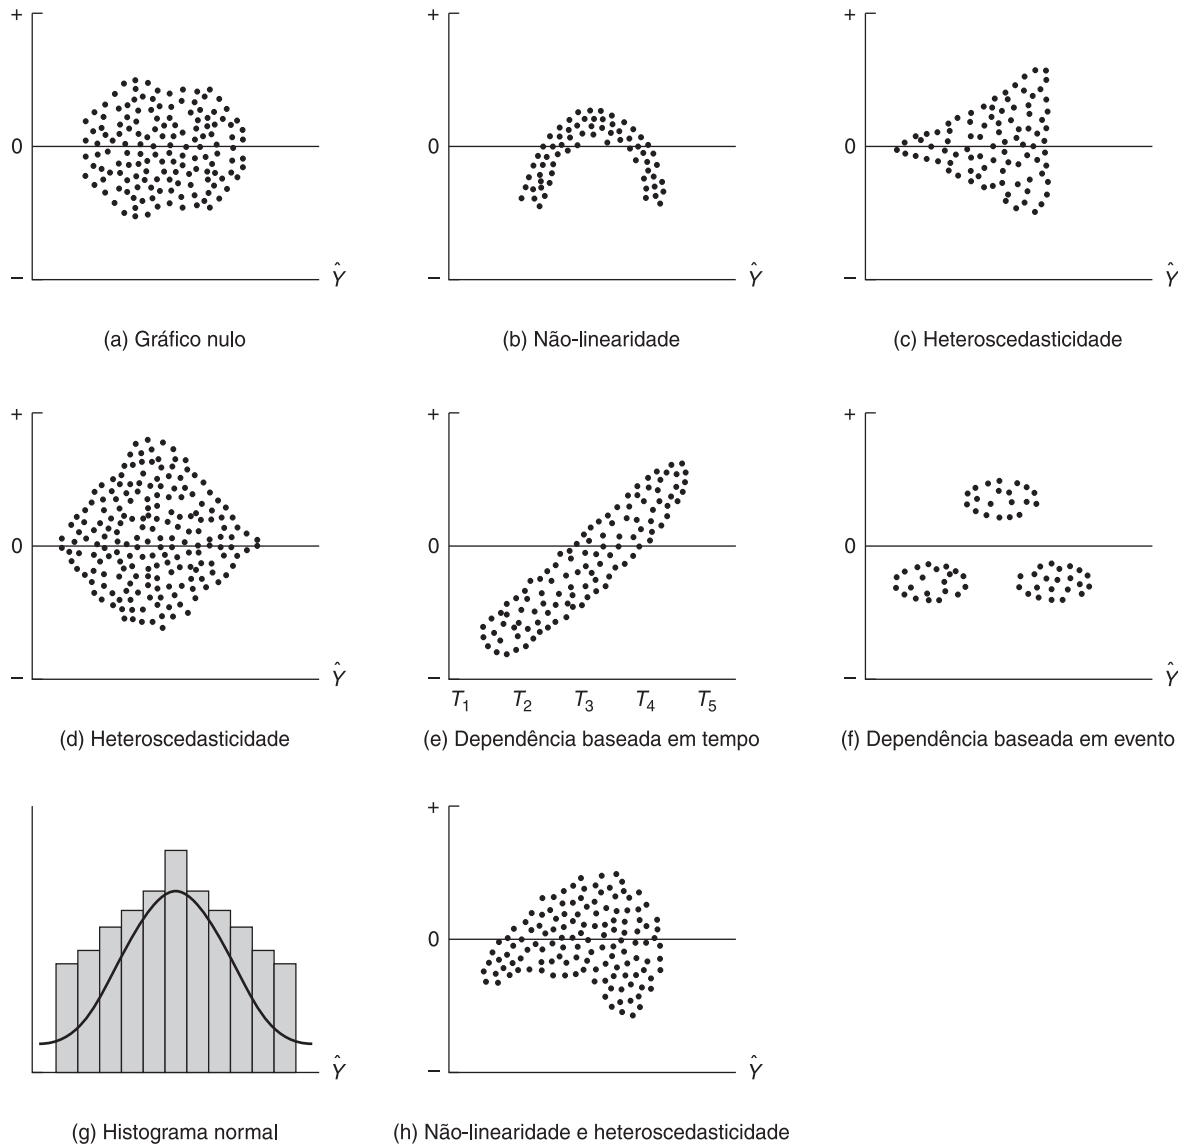 +
0
−
Ŷ
(a) Gráfico nulo
+
0
−
Ŷ
(b) Não-linearidade
+
0
−
Ŷ
(c) Heteroscedasticidade
+
0
−
Ŷ
(d) Heteroscedasticidade
+
0
−
T₁ T₂ T₃ T₄ T₅
(e) Dependência baseada em tempo
+
0
−
Ŷ
(f) Dependência baseada em evento
Ŷ
(g) Histograma normal
+
0
−
Ŷ
(h) Não-linearidade e heteroscedasticidade